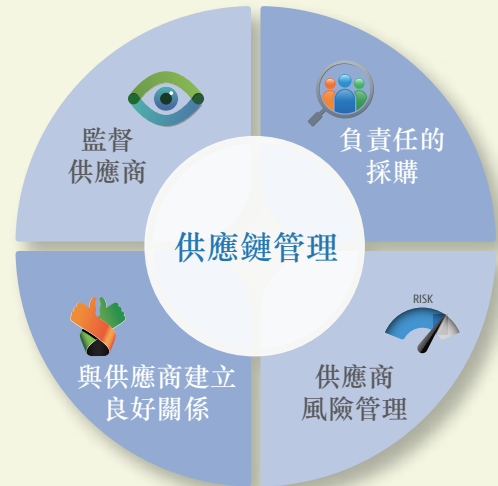 監督
供應商
負責任的
採購
供應鏈管理
與供應商建立
良好關係
RISK
供應商
風險管理